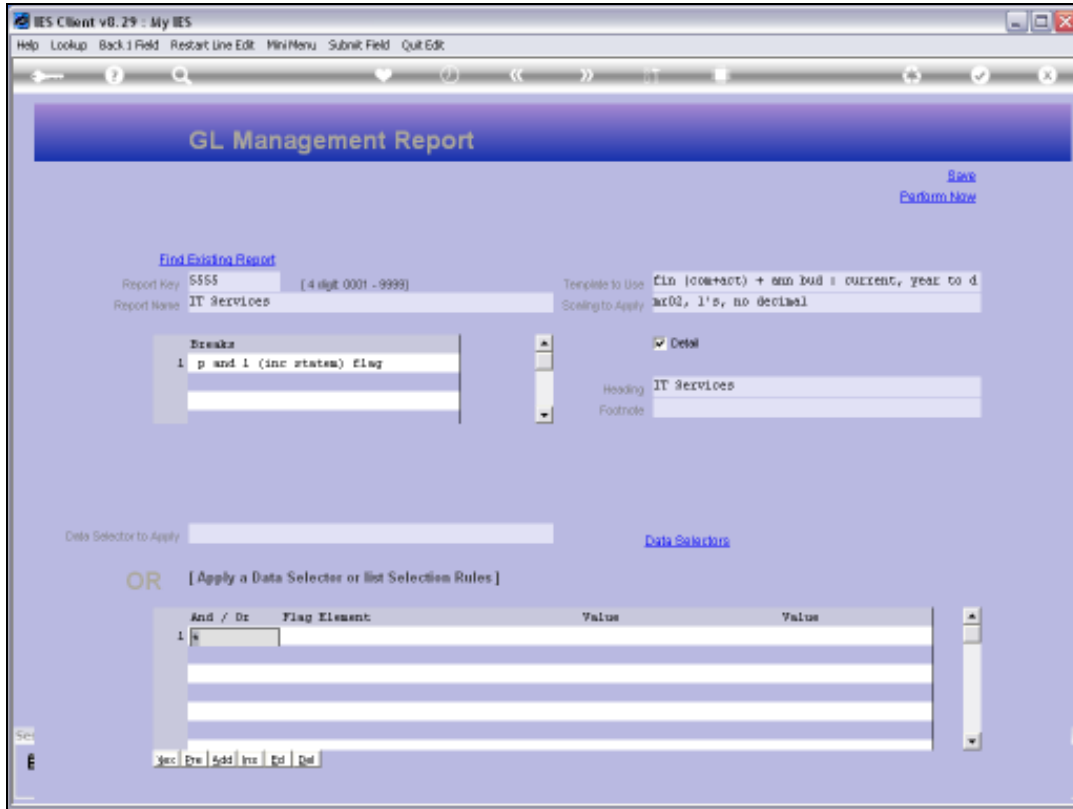 IES Client v8.29 : My IES
Help Lookup Back 1 Field Restart Line Edit MiniMenu Submit Field Quit Edit
GL Management Report
Save
Perform Now
Find Existing Report
Report Key 5555 [ 4 digit 0001 - 9999] Template to Use fin (com+act) + ann bud : current, year to d
Report Name IT Services Scaling to Apply mr02, 1's, no decimal
Breaks
1 p and l (inc statem) flag
Detail
Heading IT Services
Footnote
Data Selector to Apply Data Selectors
OR [ Apply a Data Selector or list Selection Rules ]
And / Or Flag Element Value Value
1
Nex Pre Add Ins Ed Del